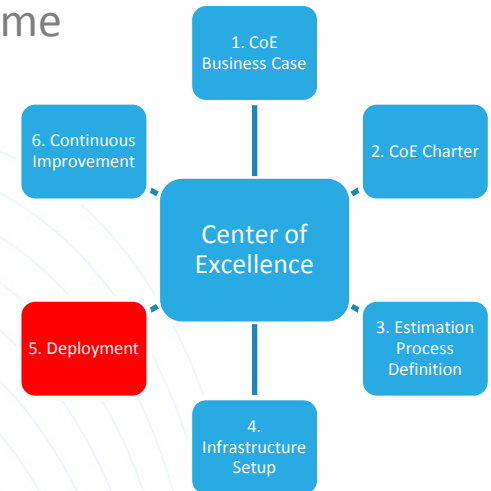 me
1. CoE
Business Case
2. CoE Charter
3. Estimation
Process
Definition
4.
Infrastructure
Setup
5. Deployment
6. Continuous
Improvement
Center of
Excellence